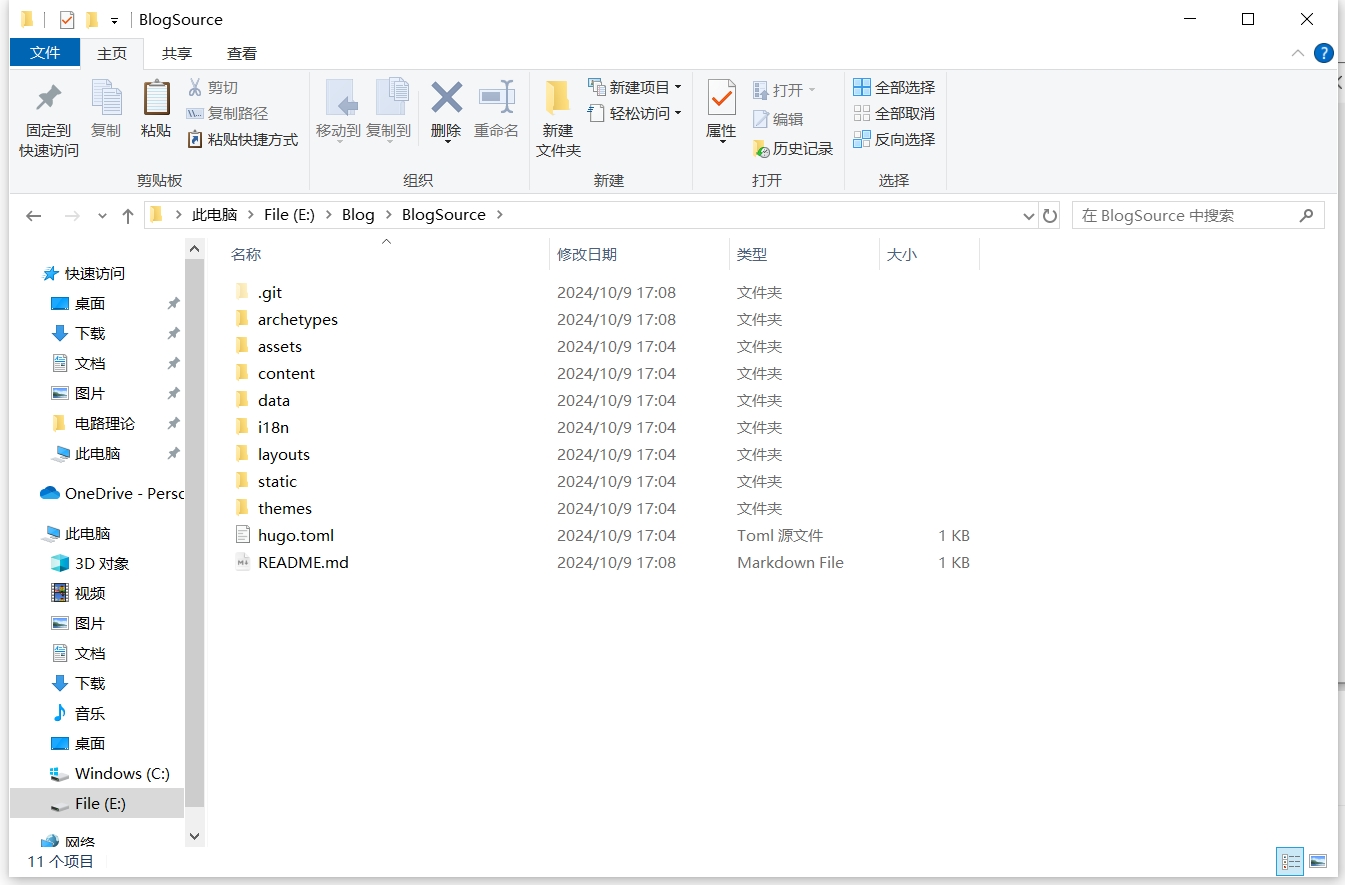 BlogSource
文件 主页 共享 查看
固定到
快速访问
复制
粘贴
剪切
复制路径
粘贴快捷方式
剪贴板
移动到 复制到 删除 重命名
组织
新建
文件夹
新建项目
轻松访问
新建
属性
打开
编辑
历史记录
打开
全部选择
全部取消
反向选择
选择
此电脑 File (E:) Blog BlogSource
在 BlogSource 中搜索
快速访问
桌面
下载
文档
图片
电路理论
此电脑
OneDrive - Perso
此电脑
3D 对象
视频
图片
文档
下载
音乐
桌面
Windows (C:)
File (E:)
网络
名称 修改日期 类型 大小
.git 2024/10/9 17:08 文件夹
archetypes 2024/10/9 17:08 文件夹
assets 2024/10/9 17:04 文件夹
content 2024/10/9 17:04 文件夹
data 2024/10/9 17:04 文件夹
i18n 2024/10/9 17:04 文件夹
layouts 2024/10/9 17:04 文件夹
static 2024/10/9 17:04 文件夹
themes 2024/10/9 17:04 文件夹
hugo.toml 2024/10/9 17:04 Toml 源文件 1 KB
README.md 2024/10/9 17:08 Markdown File 1 KB
11 个项目